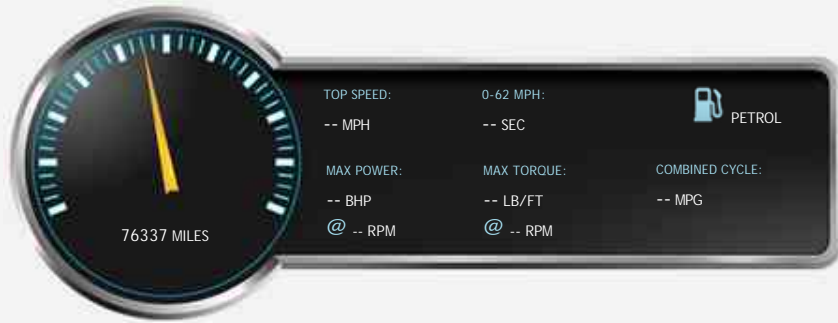 TOP SPEED:
-- MPH
0-62 MPH:
-- SEC
PETROL
MAX POWER:
-- BHP
@ -- RPM
MAX TORQUE:
-- LB/FT
@ -- RPM
COMBINED CYCLE:
-- MPG
76337 MILES